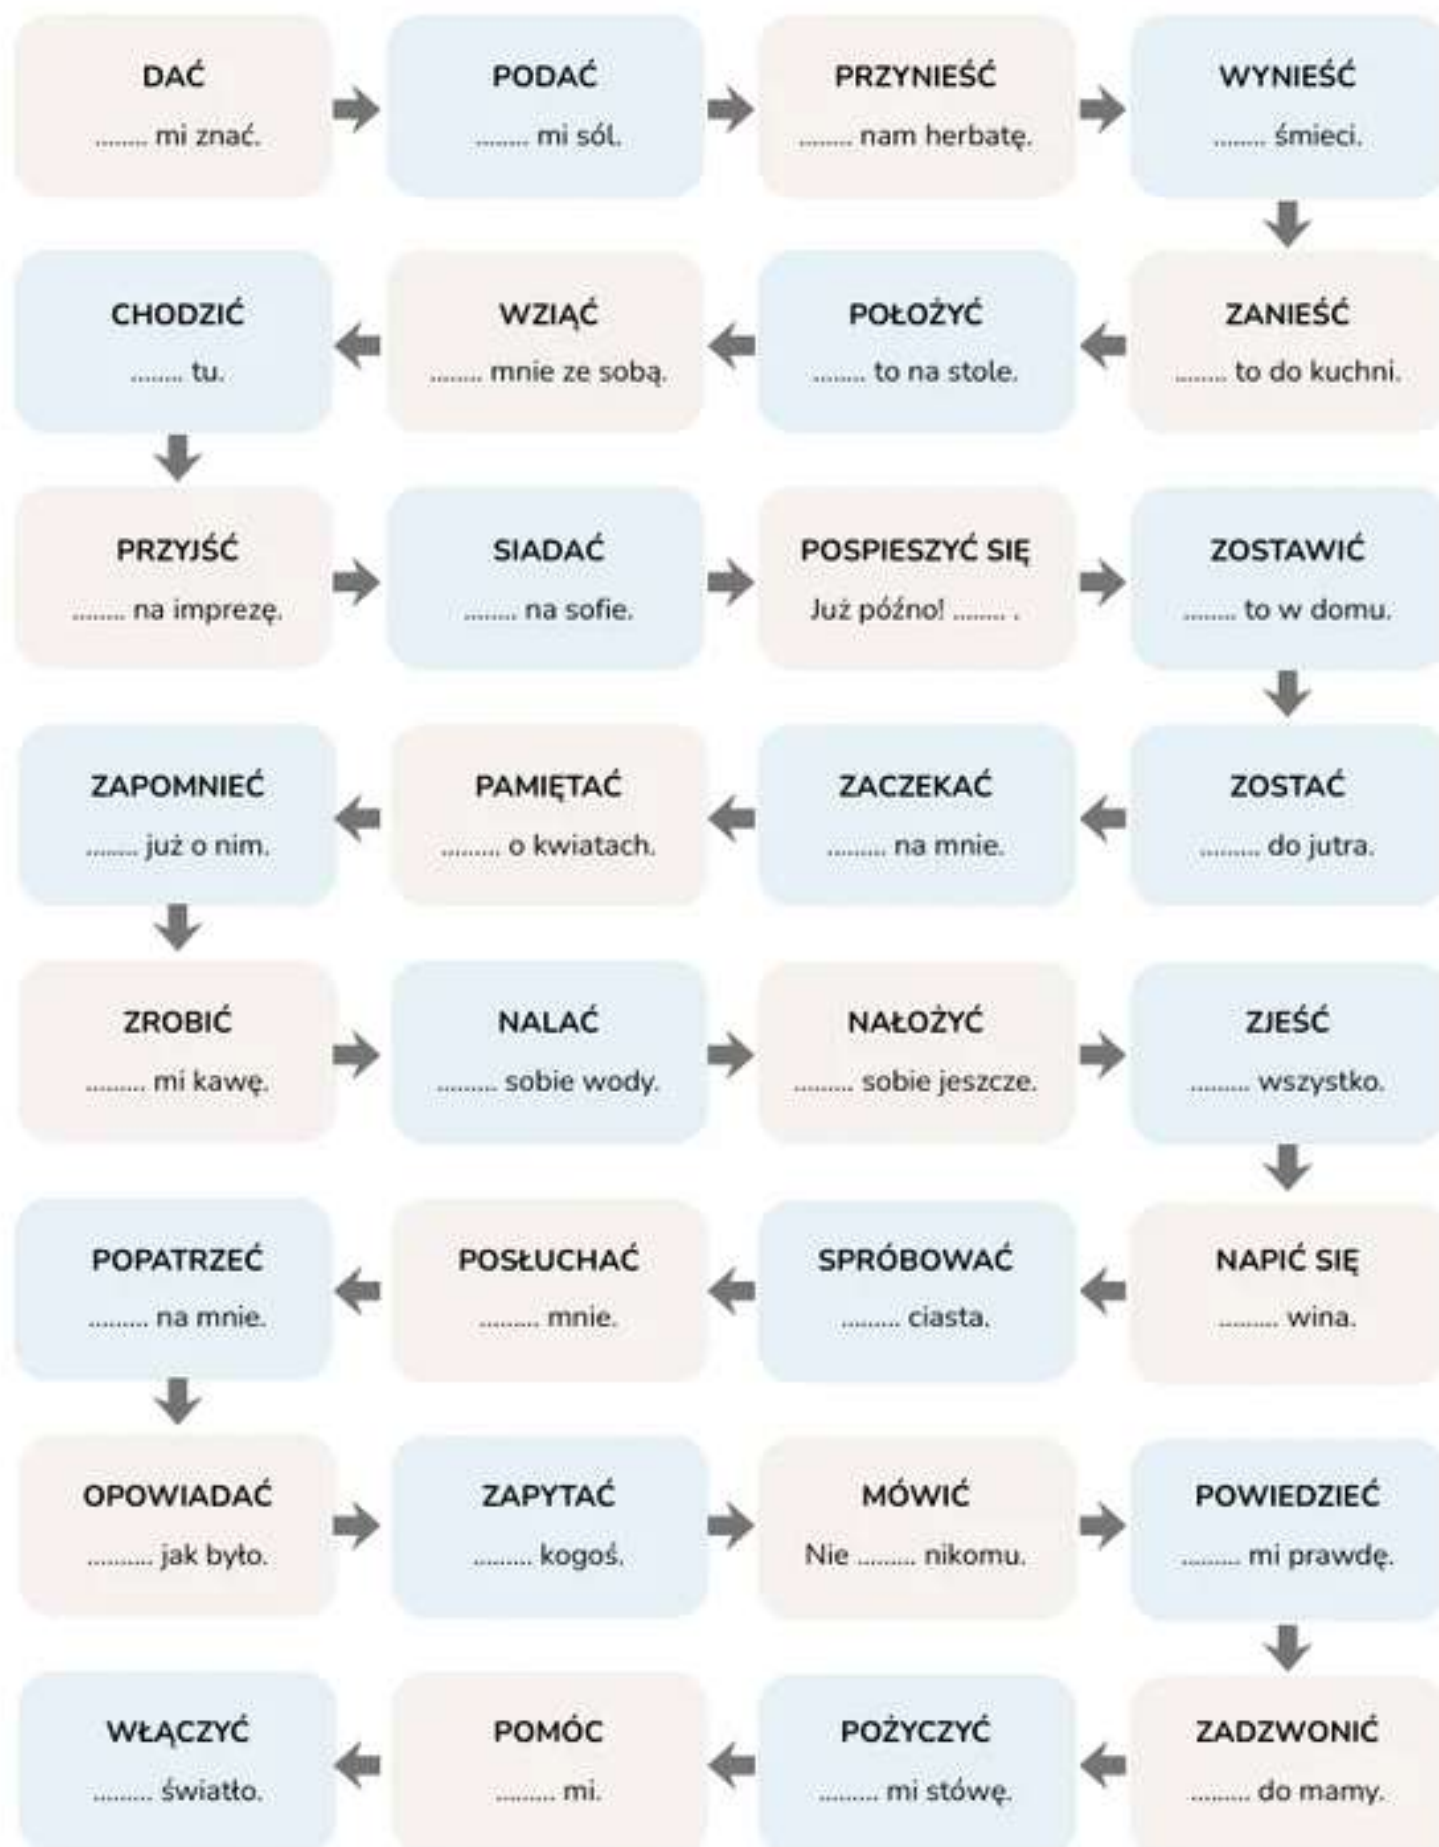 DAĆ
........ mi znać.
PODAĆ
........ mi sól.
PRZYNIEŚĆ
........ nam herbatę.
WYNIEŚĆ
........ śmieci.
ZANIEŚĆ
........ to do kuchni.
POŁOŻYĆ
........ to na stole.
WZIĄĆ
........ mnie ze sobą.
CHODZIĆ
........ tu.
PRZYJŚĆ
........ na imprezę.
SIADAĆ
........ na sofie.
POSPIESZYĆ SIĘ
Już późno! ........ .
ZOSTAWIĆ
........ to w domu.
ZOSTAĆ
......... do jutra.
ZACZEKAĆ
......... na mnie.
PAMIĘTAĆ
......... o kwiatach.
ZAPOMNIEĆ
........ już o nim.
ZROBIĆ
......... mi kawę.
NALAĆ
......... sobie wody.
NAŁOŻYĆ
......... sobie jeszcze.
ZJEŚĆ
......... wszystko.
NAPIĆ SIĘ
......... wina.
SPRÓBOWAĆ
......... ciasta.
POSŁUCHAĆ
......... mnie.
POPATRZEĆ
......... na mnie.
OPOWIADAĆ
.......... jak było.
ZAPYTAĆ
......... kogoś.
MÓWIĆ
Nie ......... nikomu.
POWIEDZIEĆ
......... mi prawdę.
ZADZWONIĆ
......... do mamy.
POŻYCZYĆ
......... mi stówę.
POMÓC
......... mi.
WŁĄCZYĆ
......... światło.